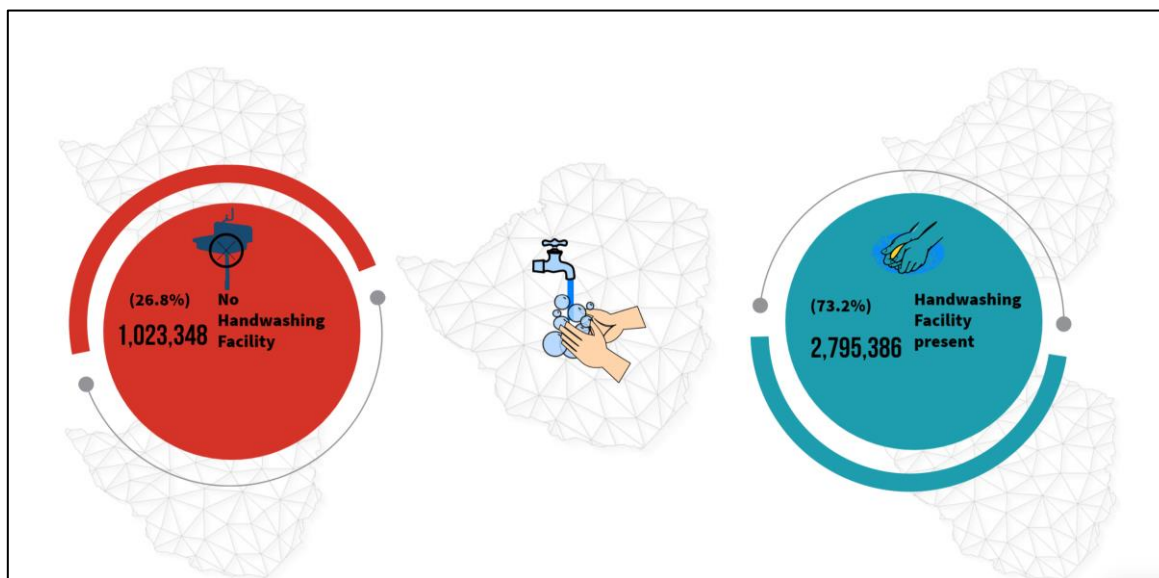 (26.8%)
1,023,348
No
Handwashing
Facility
(73.2%)
2,795,386
Handwashing
Facility
present